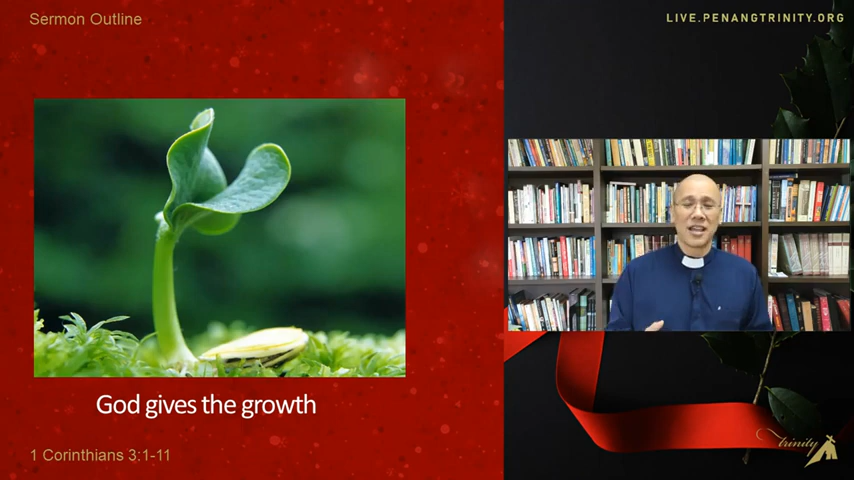 Sermon Outline
LIVE.PENANGTRINITY.ORG
God gives the growth
1 Corinthians 3:1-11
trinity